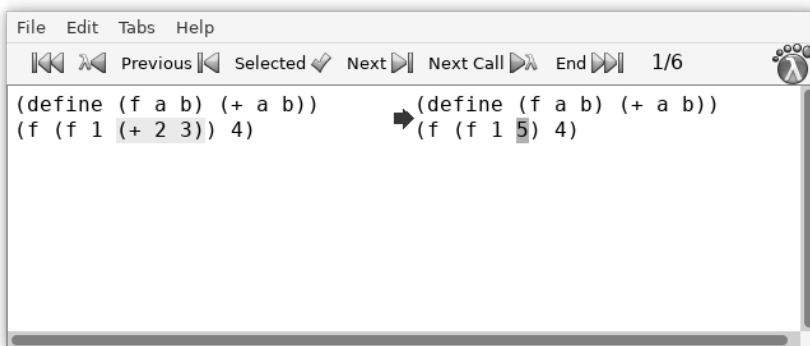 File Edit Tabs Help
Previous Selected Next Next Call End 1/6
(define (f a b) (+ a b))
(f (f 1 (+ 2 3)) 4)
(define (f a b) (+ a b))
(f (f 1 5) 4)